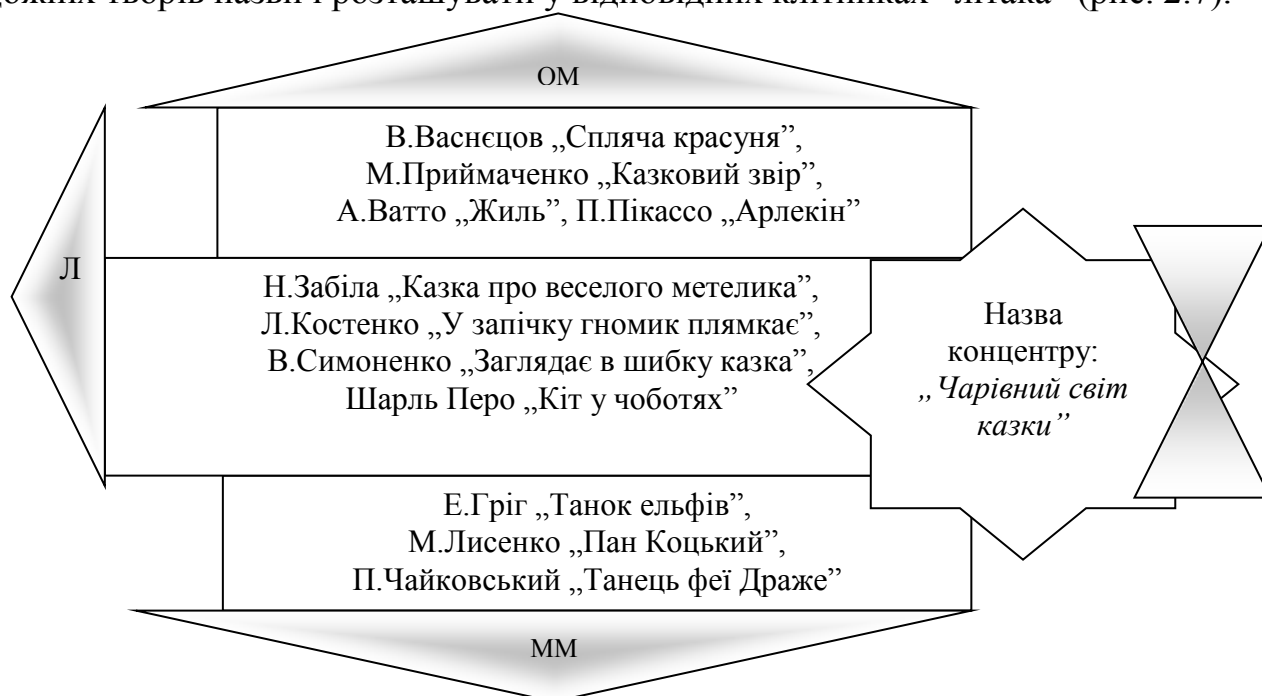 дожних творів назви і розташувати у відповідних клітинках “літака” (рис. 2.7).
ОМ
В.Васнєцов „Спляча красуня”,
М.Приймаченко „Казковий звір”,
А.Ватто „Жиль”, П.Пікассо „Арлекін”
Л
Н.Забіла „Казка про веселого метелика”,
Л.Костенко „У запічку гномик плямкає”,
В.Симоненко „Заглядає в шибку казка”,
Шарль Перо „Кіт у чоботях”
Назва
концентру:
„Чарівний світ
казки”
Е.Гріг „Танок ельфів”,
М.Лисенко „Пан Коцький”,
П.Чайковський „Танець феї Драже”
ММ